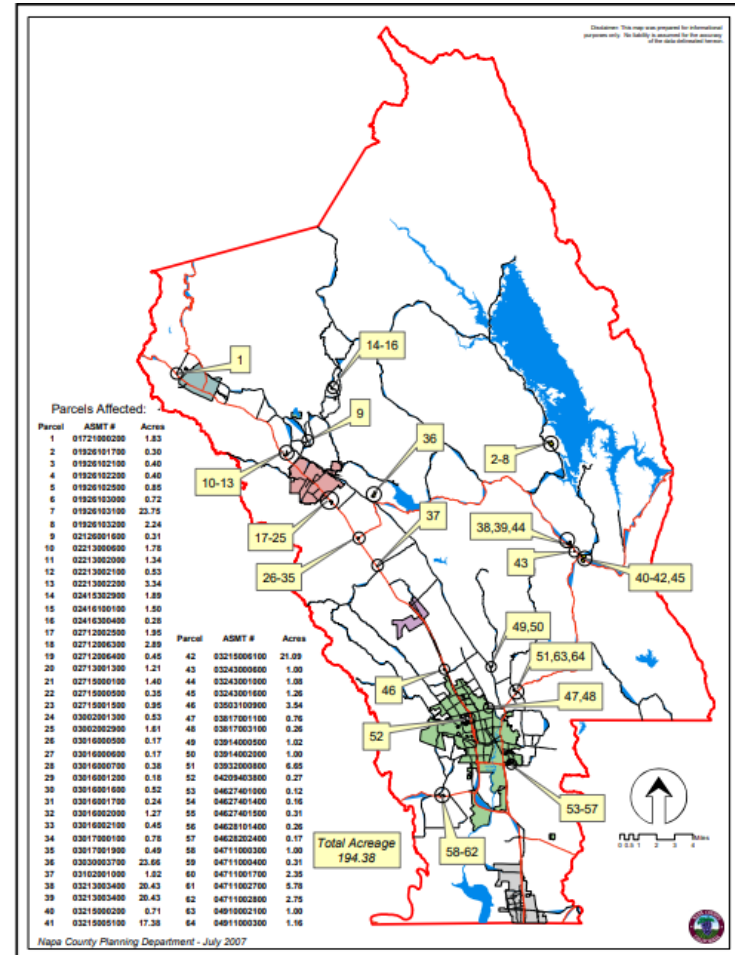 Disclaimer: This map was prepared for informational
purposes only. No liability is assumed for the accuracy
of the data delineated hereon.
1
14-16
9
36
2-8
10-13
17-25
37
38,39,44
26-35
43
40-42,45
49,50
51,63,64
46
47,48
52
53-57
58-62
Parcels Affected:
Parcel ASMT # Acres
1 01721000200 1.83
2 01926101700 0.30
3 01926102100 0.40
4 01926102200 0.40
5 01926102500 0.85
6 01926103000 0.72
7 01926103100 23.75
8 01926103200 2.24
9 02126001600 0.31
10 02213000600 1.78
11 02213002000 1.34
12 02213002100 0.53
13 02213002200 3.34
14 02415302900 1.89
15 02416100100 1.50
16 02416300400 0.28
17 02712002500 1.95
18 02712006300 2.89
19 02712006400 0.45
20 02713001300 1.21
21 02715000100 1.40
22 02715000500 0.35
23 02715001500 0.95
24 03002001300 0.53
25 03002002900 1.61
26 03016000500 0.17
27 03016000600 0.17
28 03016000700 0.38
29 03016001200 0.18
30 03016001600 0.52
31 03016001700 0.24
32 03016002000 1.27
33 03016002100 0.45
34 03017000100 0.78
35 03017001900 0.49
36 03030003700 23.66
37 03102001000 1.02
38 03213003400 20.43
39 03213003400 20.43
40 03215000200 0.71
41 03215005100 17.38
Parcel ASMT # Acres
42 03215006100 21.09
43 03243000600 1.00
44 03243001000 1.08
45 03243001600 1.26
46 03503100900 3.54
47 03817001100 0.76
48 03817003100 0.26
49 03914000500 1.02
50 03914002000 1.00
51 03932000800 6.65
52 04209403800 0.27
53 04627401000 0.12
54 04627401400 0.16
55 04627401500 0.31
56 04628101400 0.26
57 04628202400 0.17
58 04711000300 1.00
59 04711000400 0.31
60 04711001700 2.35
61 04711002700 5.78
62 04711002800 2.75
63 04910002100 1.00
64 04911000300 1.16
Total Acreage
194.38
Miles
0 0.5 1 2 3 4
Napa County Planning Department - July 2007